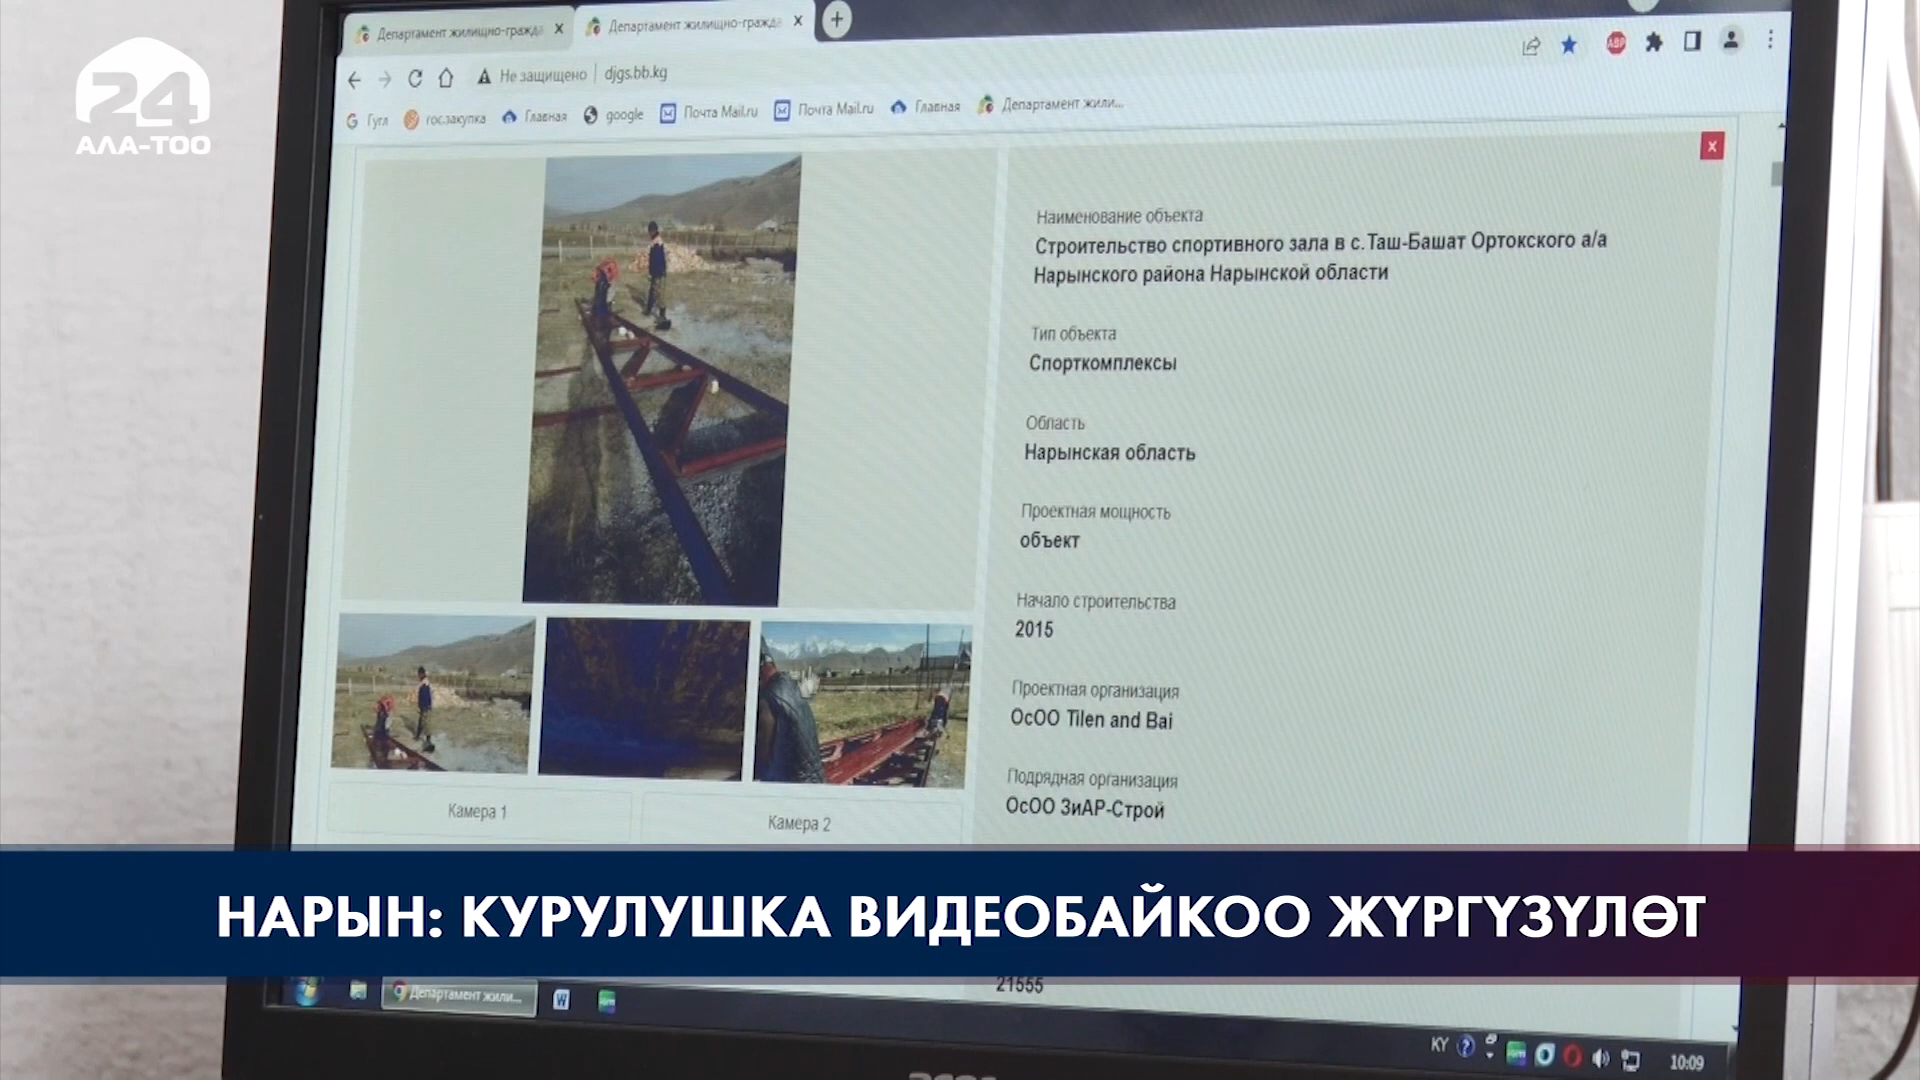 24
АЛА-ТОО
Департамент жилищно-гражда
Департамент жилищно-гражда
Не защищено
djgs.bb.kg
ABP
Гугл
гос.закупка
Главная
google
Почта Mail.ru
Почта Mail.ru
Главная
Департамент жили...
x
Наименование объекта
Строительство спортивного зала в с.Таш-Башат Ортокского а/а
Нарынского района Нарынской области
Тип объекта
Спорткомплексы
Область
Нарынская область
Проектная мощность
объект
Начало строительства
2015
Проектная организация
ОсОО Tilen and Bai
Подрядная организация
ОсОО ЗиАР-Строй
Камера 1
Камера 2
НАРЫН: КУРУЛУШКА ВИДЕОБАЙКОО ЖҮРГҮЗҮЛӨТ
21555
Департамент жили...
KY
10:09